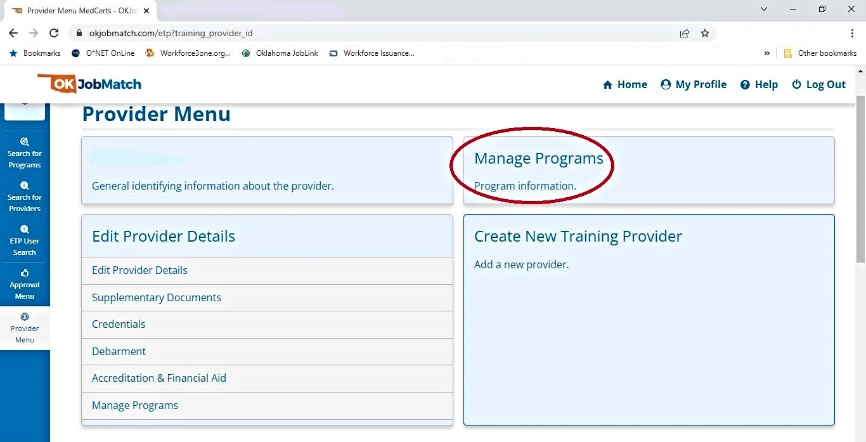 Provider Menu MedCerts - OKJo
okjobmatch.com/etp?training_provider_id
Bookmarks O*NET OnLine Workforce3one.org... Oklahoma JobLink Workforce Issuance... » Other bookmarks
OK JobMatch
Home My Profile Help Log Out
Provider Menu
Search for
Programs
Search for
Providers
ETP User
Search
Approval
Menu
Provider
Menu
General identifying information about the provider.
Manage Programs
Program information.
Edit Provider Details
Edit Provider Details
Supplementary Documents
Credentials
Debarment
Accreditation & Financial Aid
Manage Programs
Create New Training Provider
Add a new provider.